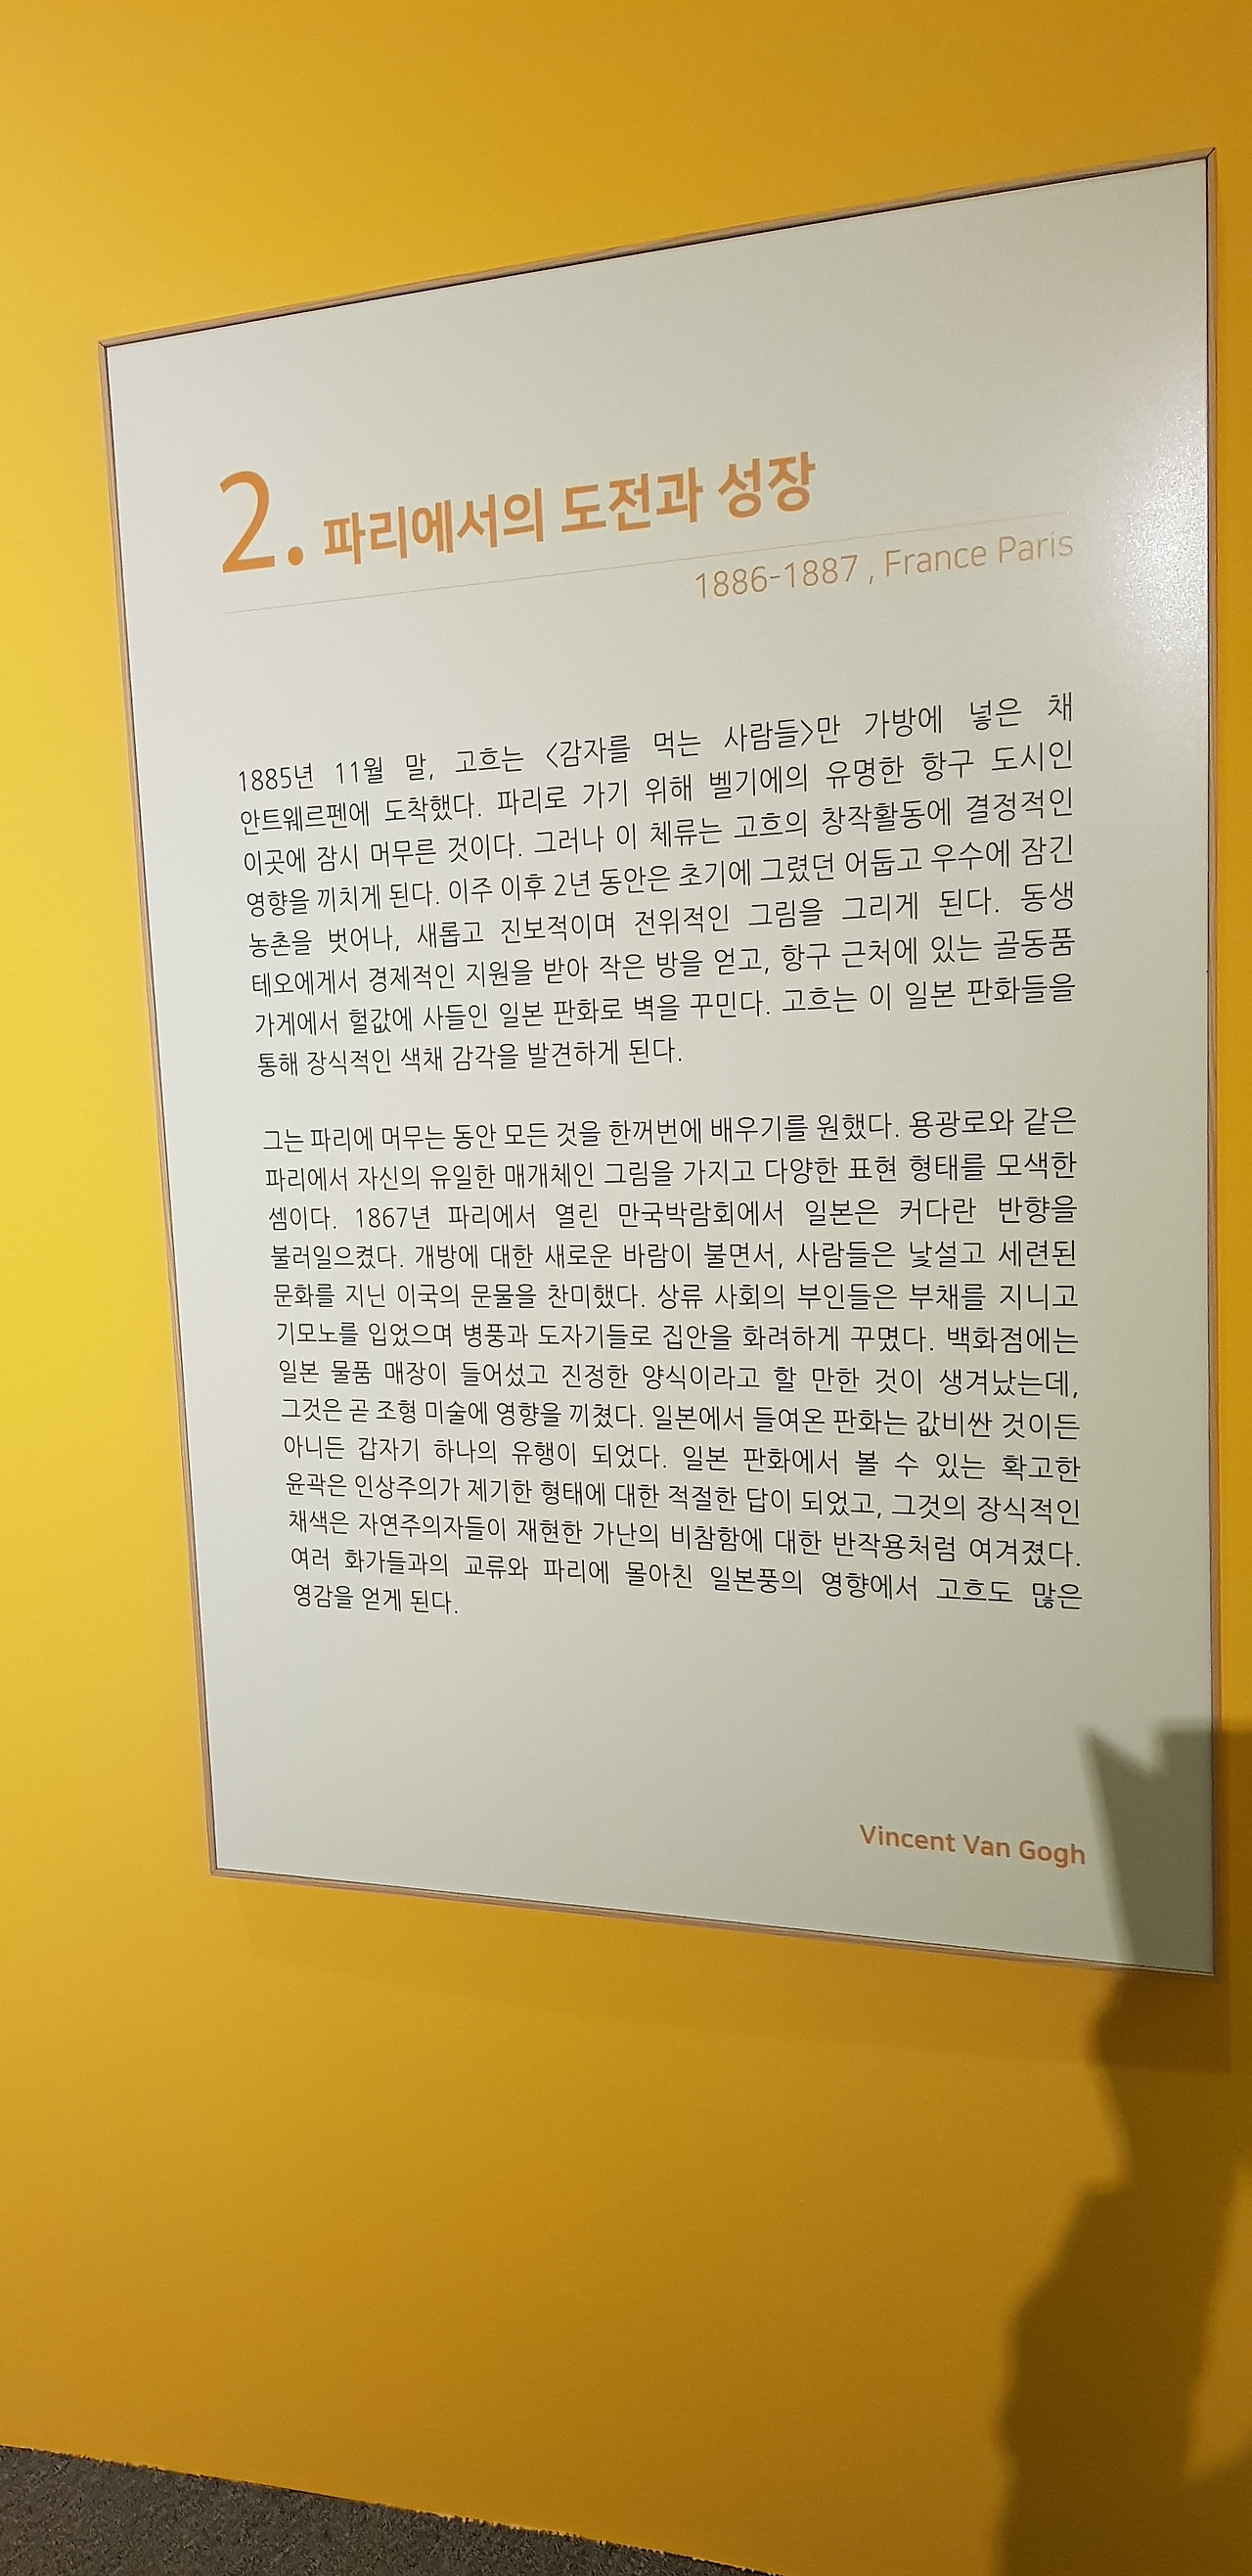 2. 파리에서의 도전과 성장
1886-1887 , France Paris
1885년 11월 말, 고흐는 <감자를 먹는 사람들>만 가방에 넣은 채
안트웨르펜에 도착했다. 파리로 가기 위해 벨기에의 유명한 항구 도시인
이곳에 잠시 머무른 것이다. 그러나 이 체류는 고흐의 창작활동에 결정적인
영향을 끼치게 된다. 이주 이후 2년 동안은 초기에 그렸던 어둡고 우수에 잠긴
농촌을 벗어나, 새롭고 진보적이며 전위적인 그림을 그리게 된다. 동생
테오에게서 경제적인 지원을 받아 작은 방을 얻고, 항구 근처에 있는 골동품
가게에서 헐값에 사들인 일본 판화로 벽을 꾸민다. 고흐는 이 일본 판화들을
통해 장식적인 색채 감각을 발견하게 된다.
그는 파리에 머무는 동안 모든 것을 한꺼번에 배우기를 원했다. 용광로와 같은
파리에서 자신의 유일한 매개체인 그림을 가지고 다양한 표현 형태를 모색한
셈이다. 1867년 파리에서 열린 만국박람회에서 일본은 커다란 반향을
불러일으켰다. 개방에 대한 새로운 바람이 불면서, 사람들은 낯설고 세련된
문화를 지닌 이국의 문물을 찬미했다. 상류 사회의 부인들은 부채를 지니고
기모노를 입었으며 병풍과 도자기들로 집안을 화려하게 꾸몄다. 백화점에는
일본 물품 매장이 들어섰고 진정한 양식이라고 할 만한 것이 생겨났는데,
그것은 곧 조형 미술에 영향을 끼쳤다. 일본에서 들여온 판화는 값비싼 것이든
아니든 갑자기 하나의 유행이 되었다. 일본 판화에서 볼 수 있는 확고한
윤곽은 인상주의가 제기한 형태에 대한 적절한 답이 되었고, 그것의 장식적인
채색은 자연주의자들이 재현한 가난의 비참함에 대한 반작용처럼 여겨졌다.
여러 화가들과의 교류와 파리에 몰아친 일본풍의 영향에서 고흐도 많은
영감을 얻게 된다.
Vincent Van Gogh